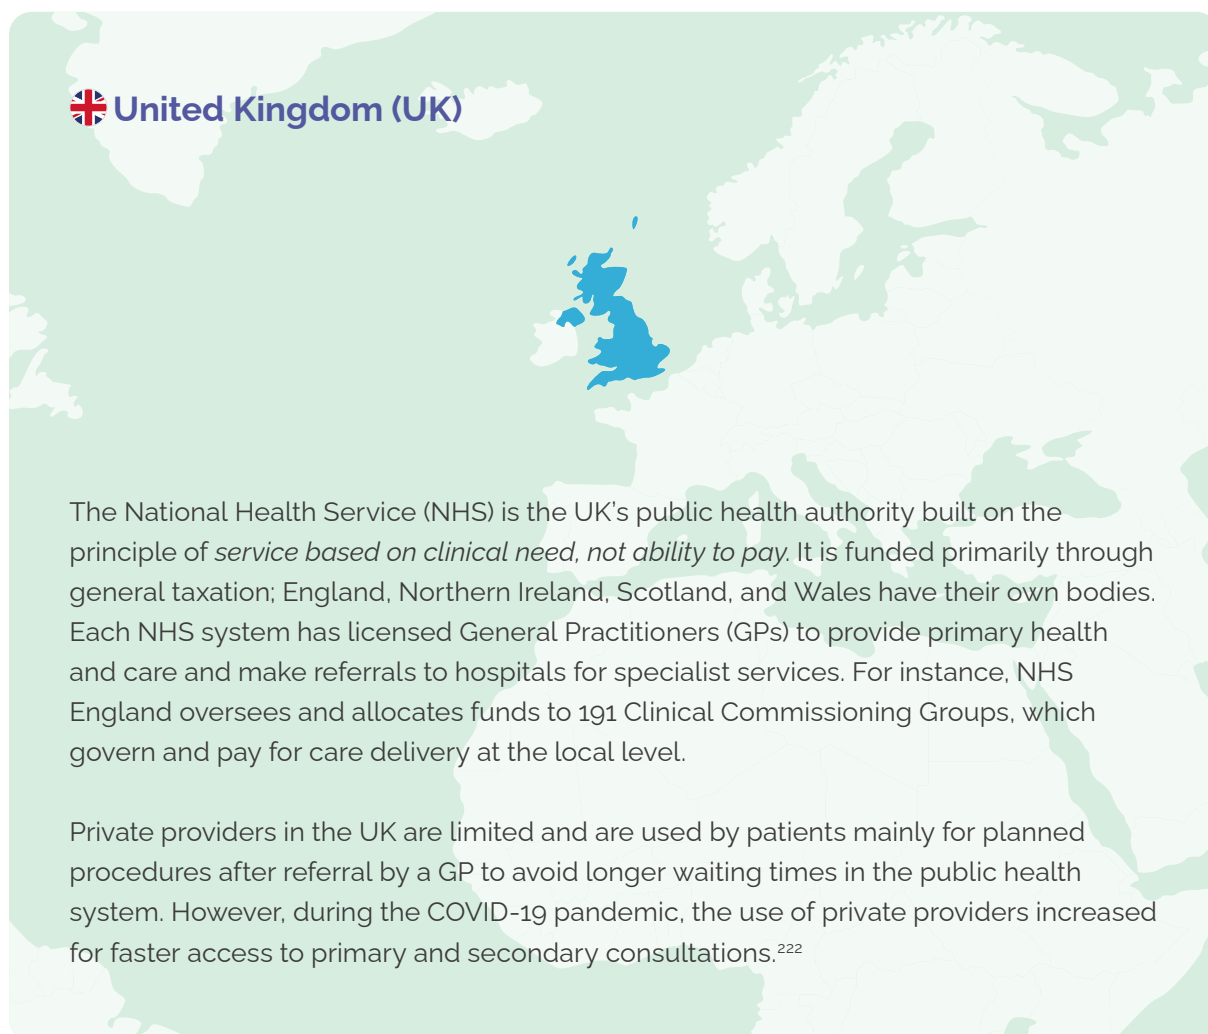 United Kingdom (UK)
The National Health Service (NHS) is the UK's public health authority built on the
principle of service based on clinical need, not ability to pay. It is funded primarily through
general taxation; England, Northern Ireland, Scotland, and Wales have their own bodies.
Each NHS system has licensed General Practitioners (GPs) to provide primary health
and care and make referrals to hospitals for specialist services. For instance, NHS
England oversees and allocates funds to 191 Clinical Commissioning Groups, which
govern and pay for care delivery at the local level.
Private providers in the UK are limited and are used by patients mainly for planned
procedures after referral by a GP to avoid longer waiting times in the public health
system. However, during the COVID-19 pandemic, the use of private providers increased
for faster access to primary and secondary consultations.²²²